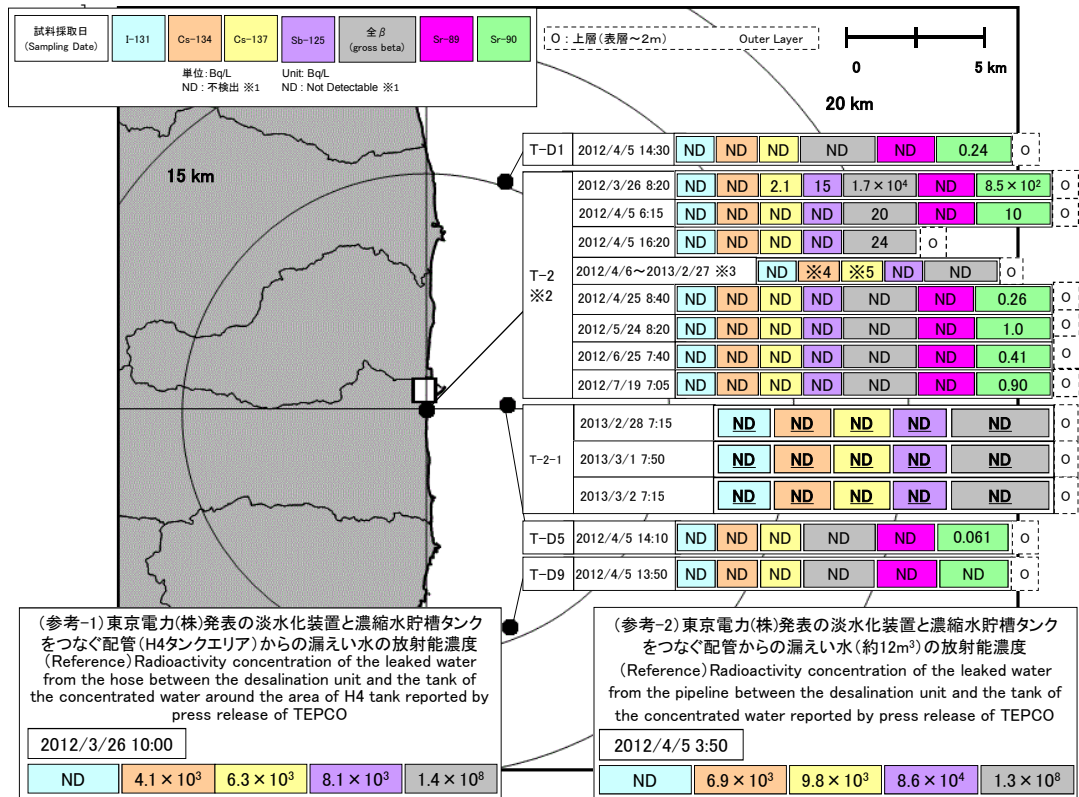 試料採取日
(Sampling Date)
I-131
Cs-134
Cs-137
Sb-125
全β
(gross beta)
Sr-89
Sr-90
単位:Bq/L Unit: Bq/L
ND : 不検出 ※1 ND : Not Detectable ※1
O : 上層(表層～2m) Outer Layer
0 5 km
20 km
15 km
T-D1 2012/4/5 14:30 ND ND ND ND ND 0.24 O
T-2
※2
2012/3/26 8:20 ND ND 2.1 15 1.7×10⁴ ND 8.5×10² O
2012/4/5 6:15 ND ND ND ND 20 ND 10 O
2012/4/5 16:20 ND ND ND ND 24 O
2012/4/6～2013/2/27 ※3 ND ※4 ※5 ND ND O
2012/4/25 8:40 ND ND ND ND ND ND 0.26 O
2012/5/24 8:20 ND ND ND ND ND ND 1.0 O
2012/6/25 7:40 ND ND ND ND ND ND 0.41 O
2012/7/19 7:05 ND ND ND ND ND ND 0.90 O
T-2-1
2013/2/28 7:15 ND ND ND ND ND O
2013/3/1 7:50 ND ND ND ND ND O
2013/3/2 7:15 ND ND ND ND ND O
T-D5 2012/4/5 14:10 ND ND ND ND ND 0.061 O
T-D9 2012/4/5 13:50 ND ND ND ND ND ND O
(参考-1)東京電力(株)発表の淡水化装置と濃縮水貯槽タンク
をつなぐ配管(H4タンクエリア)からの漏えい水の放射能濃度
(Reference)Radioactivity concentration of the leaked water
from the hose between the desalination unit and the tank of
the concentrated water around the area of H4 tank reported by
press release of TEPCO
2012/3/26 10:00
ND 4.1×10³ 6.3×10³ 8.1×10³ 1.4×10⁸
(参考-2)東京電力(株)発表の淡水化装置と濃縮水貯槽タンク
をつなぐ配管からの漏えい水(約12m³)の放射能濃度
(Reference)Radioactivity concentration of the leaked water
from the pipeline between the desalination unit and the tank of
the concentrated water reported by press release of TEPCO
2012/4/5 3:50
ND 6.9×10³ 9.8×10³ 8.6×10⁴ 1.3×10⁸